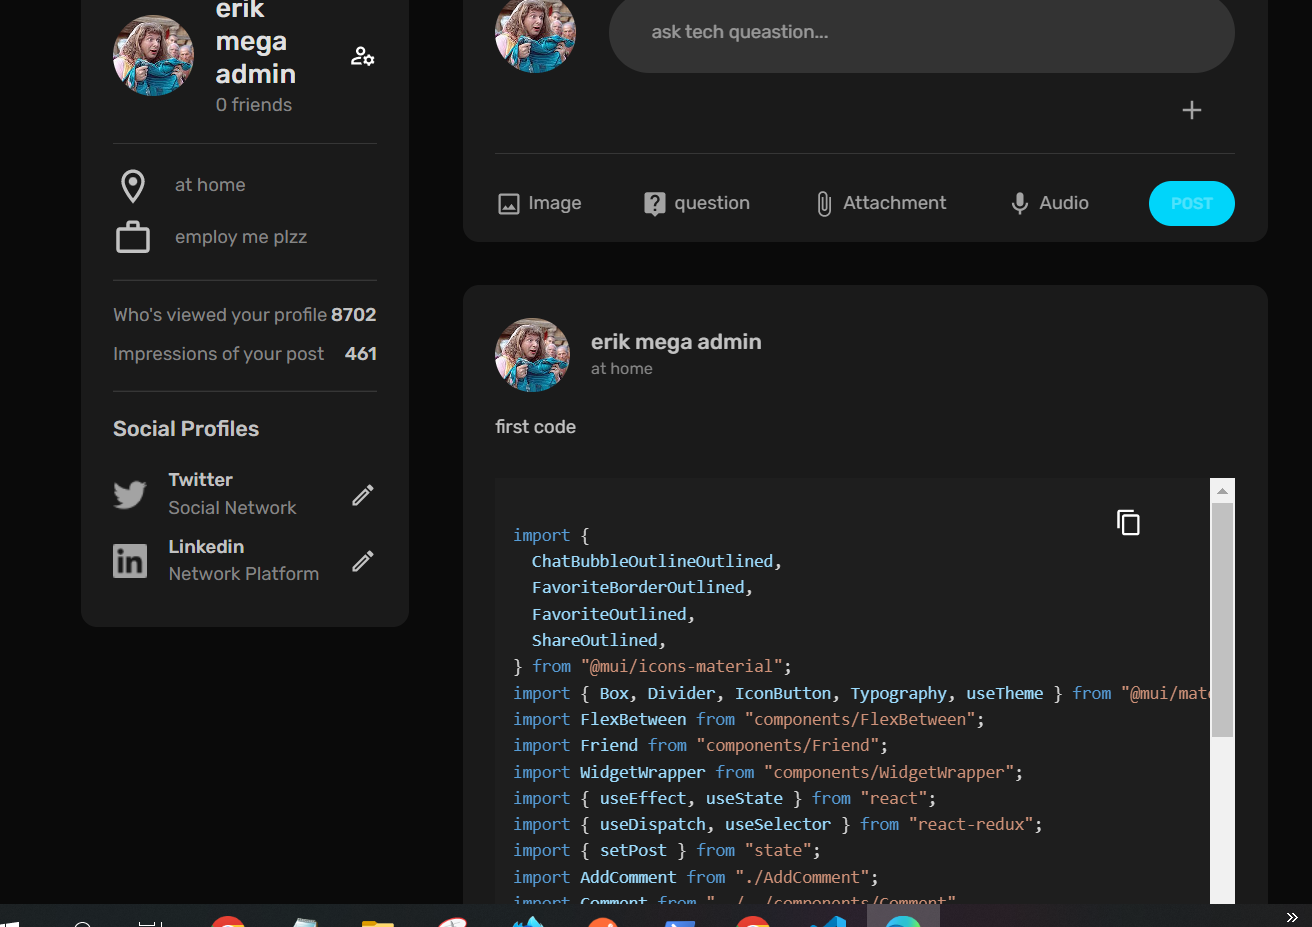 erik
mega
admin
0 friends
at home
employ me plzz
Who's viewed your profile 8702
Impressions of your post 461
Social Profiles
Twitter
Social Network
Linkedin
Network Platform
ask tech queastion...
Image question Attachment Audio POST
erik mega admin
at home
first code
import {
ChatBubbleOutlineOutlined,
FavoriteBorderOutlined,
FavoriteOutlined,
ShareOutlined,
} from "@mui/icons-material";
import { Box, Divider, IconButton, Typography, useTheme } from "@mui/mat
import FlexBetween from "components/FlexBetween";
import Friend from "components/Friend";
import WidgetWrapper from "components/WidgetWrapper";
import { useEffect, useState } from "react";
import { useDispatch, useSelector } from "react-redux";
import { setPost } from "state";
import AddComment from "./AddComment";
import Comment from "../../components/Comment"